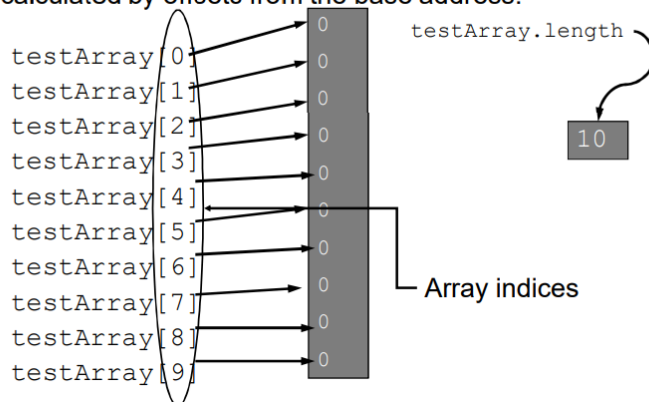 calculated by offsets from the base address.
testArray.length
10
testArray[0]
testArray[1]
testArray[2]
testArray[3]
testArray[4]
testArray[5]
testArray[6]
testArray[7]
testArray[8]
testArray[9]
0
0
0
0
0
0
0
0
0
0
Array indices